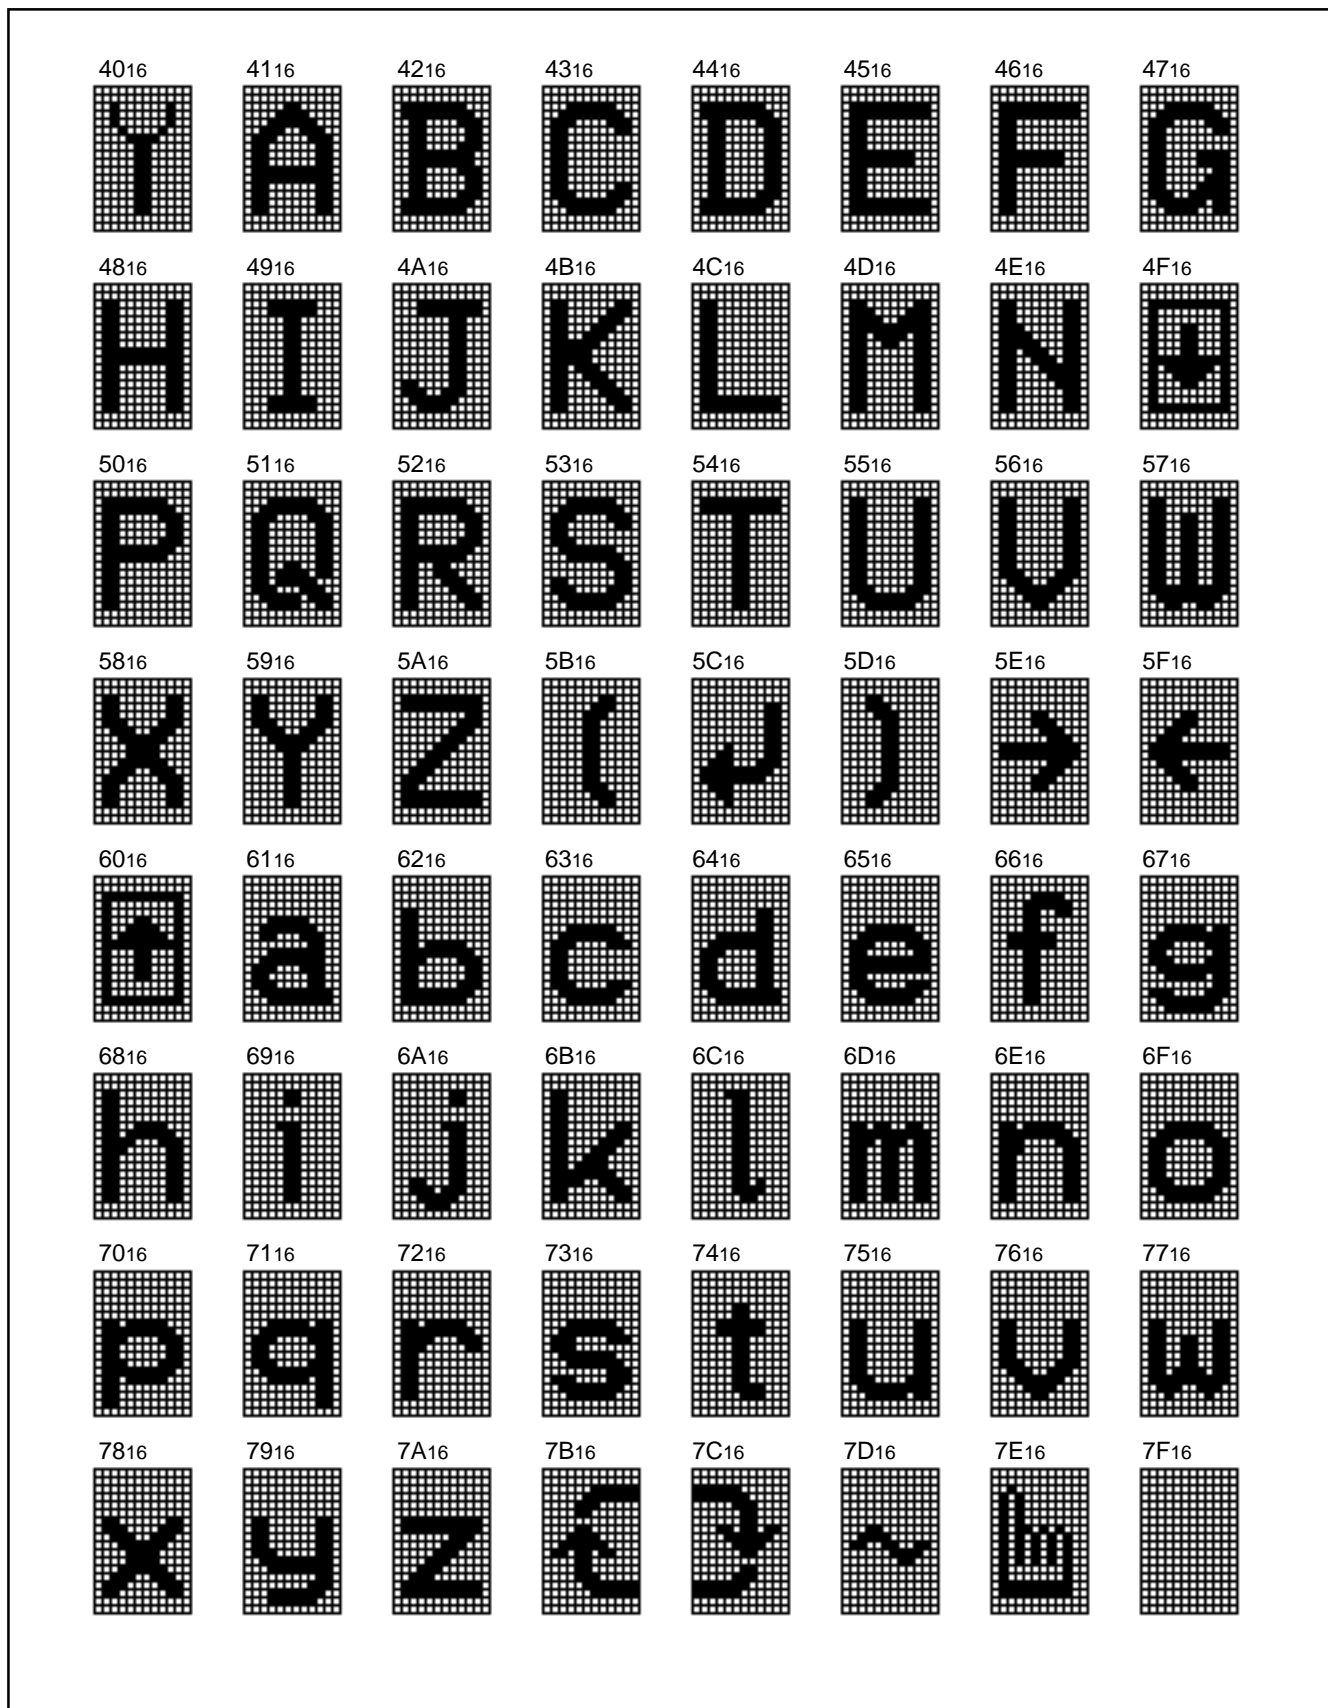 40₁₆ 41₁₆ 42₁₆ 43₁₆ 44₁₆ 45₁₆ 46₁₆ 47₁₆
Y A B C D E F G
48₁₆ 49₁₆ 4A₁₆ 4B₁₆ 4C₁₆ 4D₁₆ 4E₁₆ 4F₁₆
H I J K L M N ↓
50₁₆ 51₁₆ 52₁₆ 53₁₆ 54₁₆ 55₁₆ 56₁₆ 57₁₆
P Q R S T U V W
58₁₆ 59₁₆ 5A₁₆ 5B₁₆ 5C₁₆ 5D₁₆ 5E₁₆ 5F₁₆
X Y Z ( ↲ ) → ←
60₁₆ 61₁₆ 62₁₆ 63₁₆ 64₁₆ 65₁₆ 66₁₆ 67₁₆
↑ a b c d e f g
68₁₆ 69₁₆ 6A₁₆ 6B₁₆ 6C₁₆ 6D₁₆ 6E₁₆ 6F₁₆
h i j k l m n o
70₁₆ 71₁₆ 72₁₆ 73₁₆ 74₁₆ 75₁₆ 76₁₆ 77₁₆
p q r s t u v w
78₁₆ 79₁₆ 7A₁₆ 7B₁₆ 7C₁₆ 7D₁₆ 7E₁₆ 7F₁₆
x y z ~